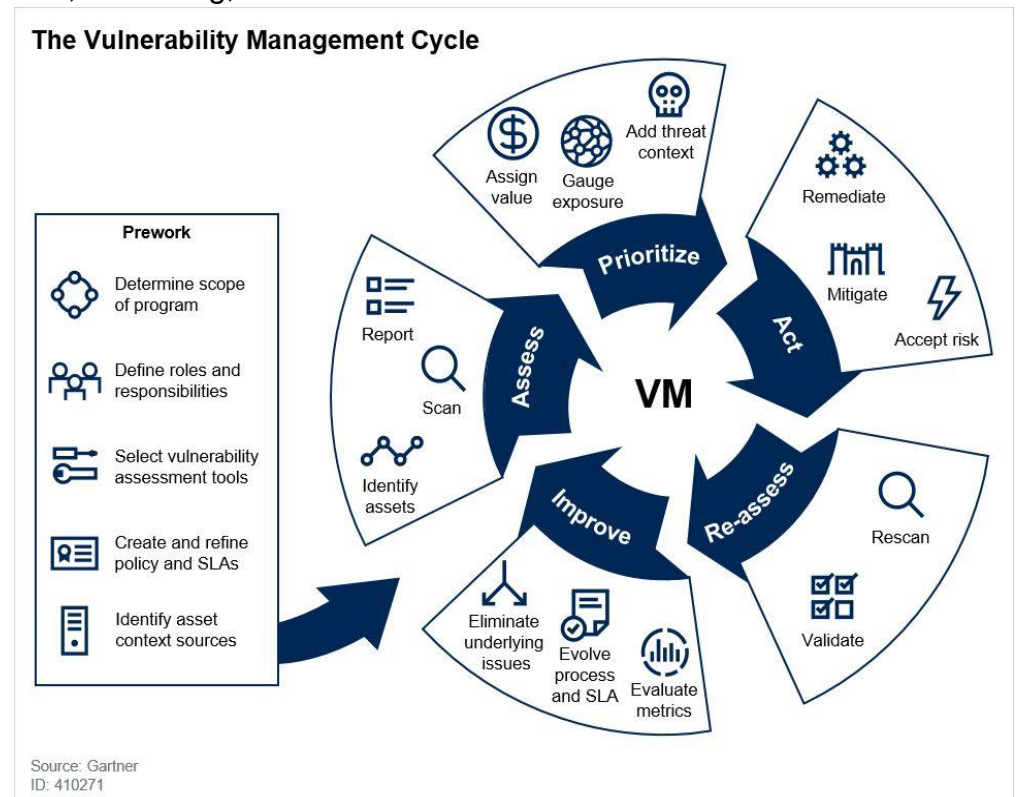 The Vulnerability Management Cycle
Prework
Determine scope
of program
Define roles and
responsibilities
Select vulnerability
assessment tools
Create and refine
policy and SLAs
Identify asset
context sources
Assess
Report
Scan
Identify
assets
Prioritize
Assign
value
Gauge
exposure
Add threat
context
Act
Remediate
Mitigate
Accept risk
Re-assess
Rescan
Validate
Improve
Eliminate
underlying
issues
Evolve
process
and SLA
Evaluate
metrics
VM
Source: Gartner
ID: 410271